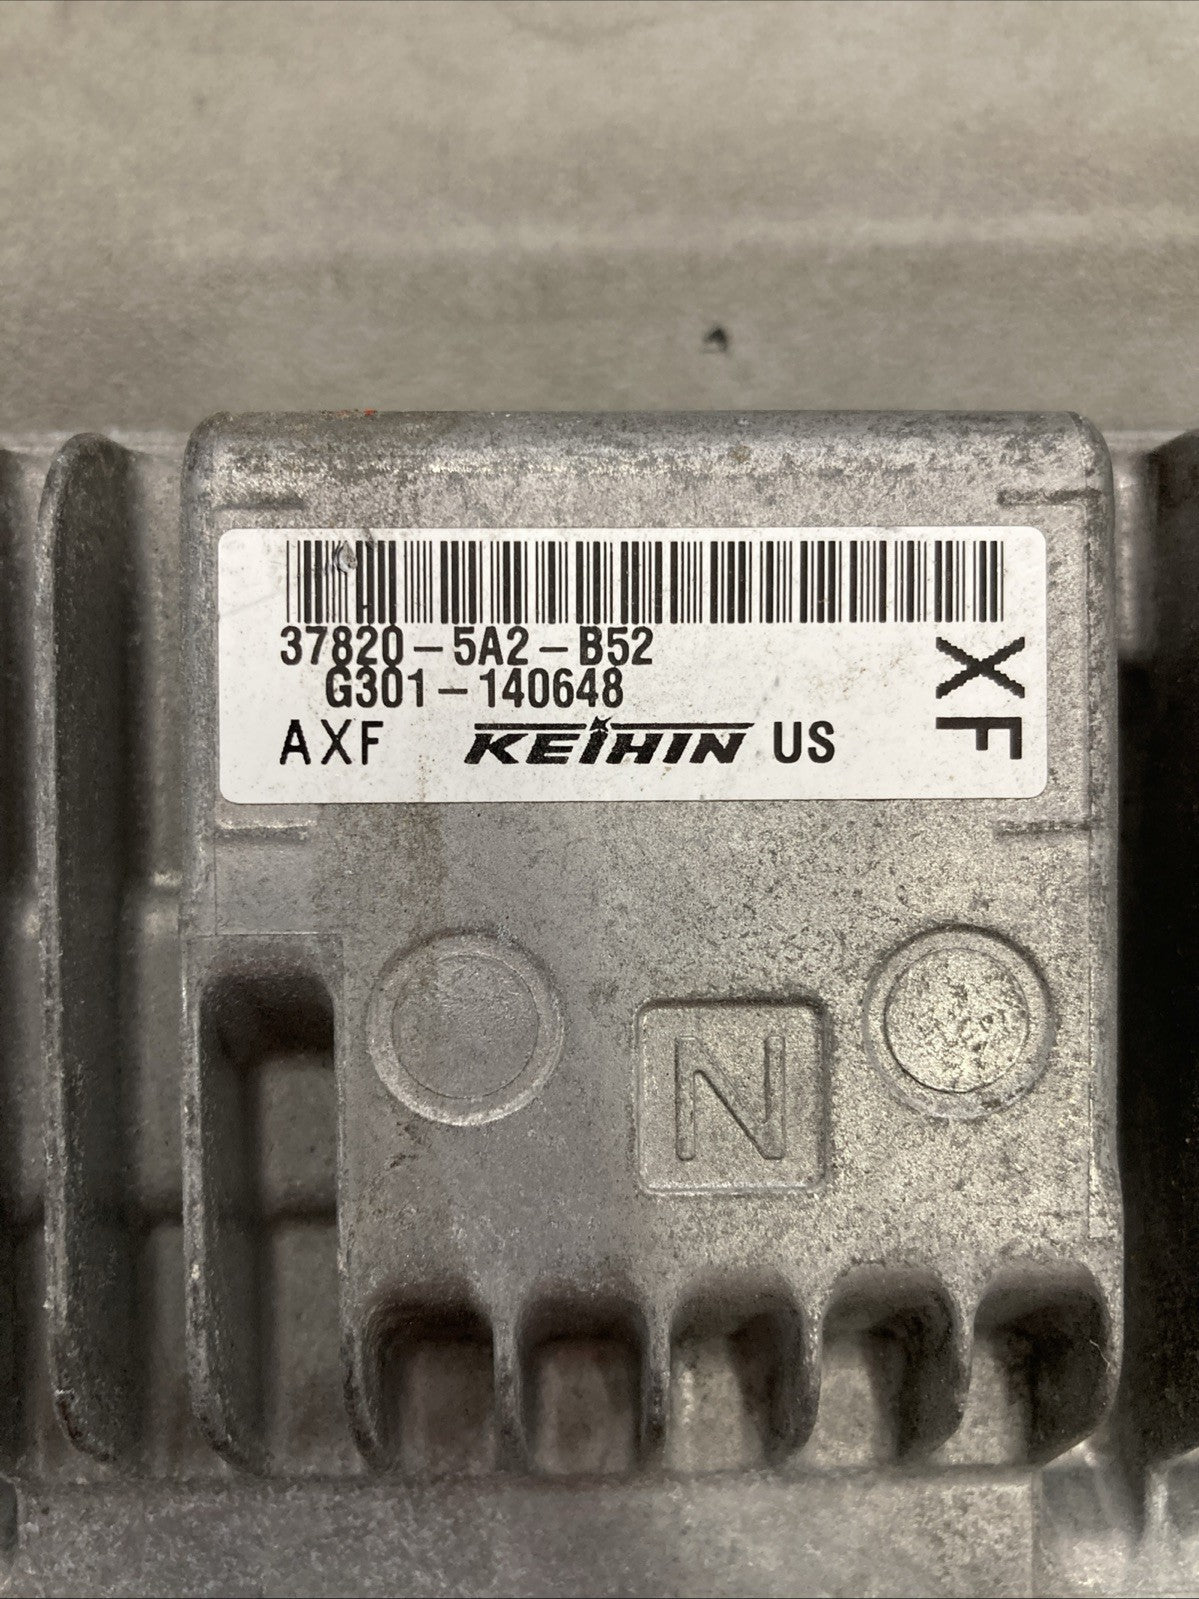 37820-5A2-B52
G301-140648
AXF KEIHIN US
XF
N